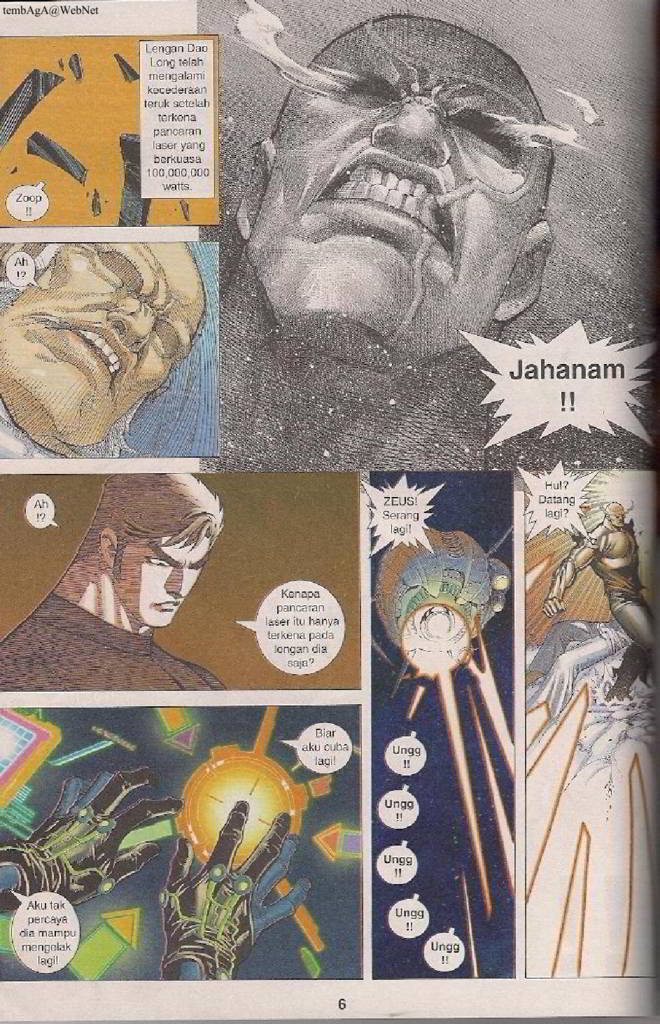 tembAgA@WebNet
Lengan Dao
Long telah
mengalami
kecederaan
teruk setelah
terkena
pancaran
laser yang
berkuasa
100,000,000
watts.
Zoop
!!
Ah
!?
Jahanam
!!
Ah
!?
Kenapa
pancaran
laser itu hanya
terkena pada
longan dia
saja?
ZEUS!
Serang
lagi!
Hui?
Datang
lagi?
Biar
aku cuba
lagi!
Aku tak
percaya
dia mampu
mengelak
lagi!
Ungg
!!
Ungg
!!
Ungg
!!
Ungg
!!
Ungg
!!
6